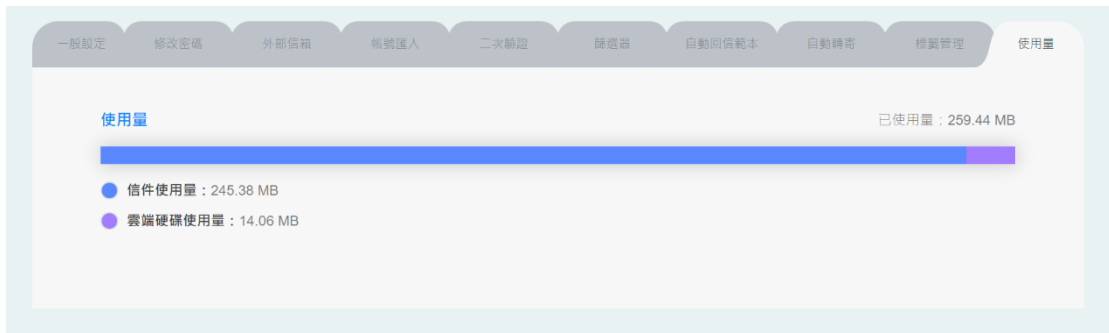 一般設定 修改密碼 外部信箱 帳號匯入 二次驗證 篩選器 自動回信範本 自動轉寄 標籤管理 使用量
使用量 已使用量：259.44 MB
信件使用量：245.38 MB
雲端硬碟使用量：14.06 MB